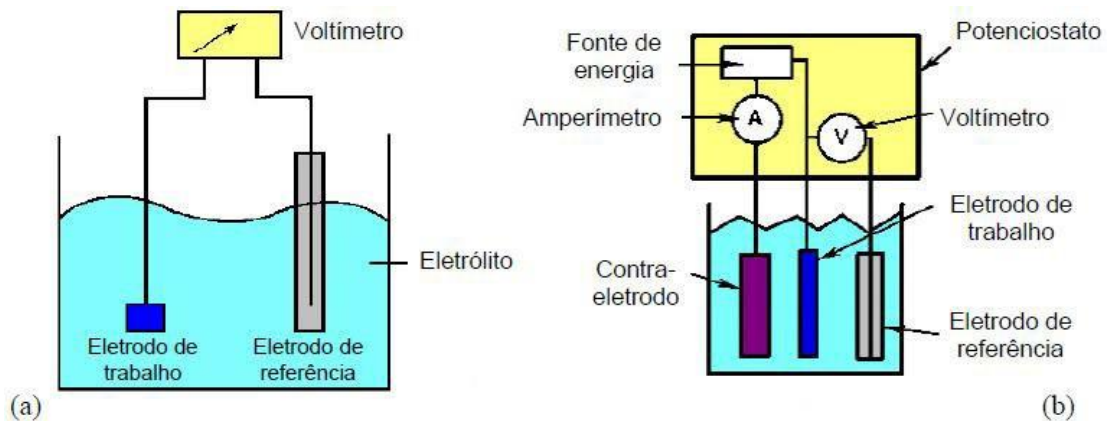 Voltímetro
Eletrólito
Eletrodo de
trabalho
Eletrodo de
referência
(a)
Fonte de
energia
Potenciostato
Amperímetro
A
V
Voltímetro
Eletrodo de
trabalho
Contra-
eletrodo
Eletrodo de
referência
(b)